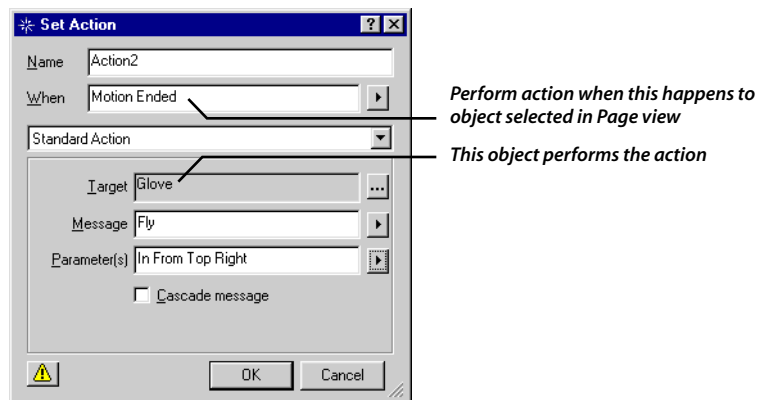 Set Action
Name Action2
When Motion Ended
Perform action when this happens to
object selected in Page view
Standard Action
This object performs the action
Target Glove ...
Message Fly
Parameter(s) In From Top Right
Cascade message
OK Cancel